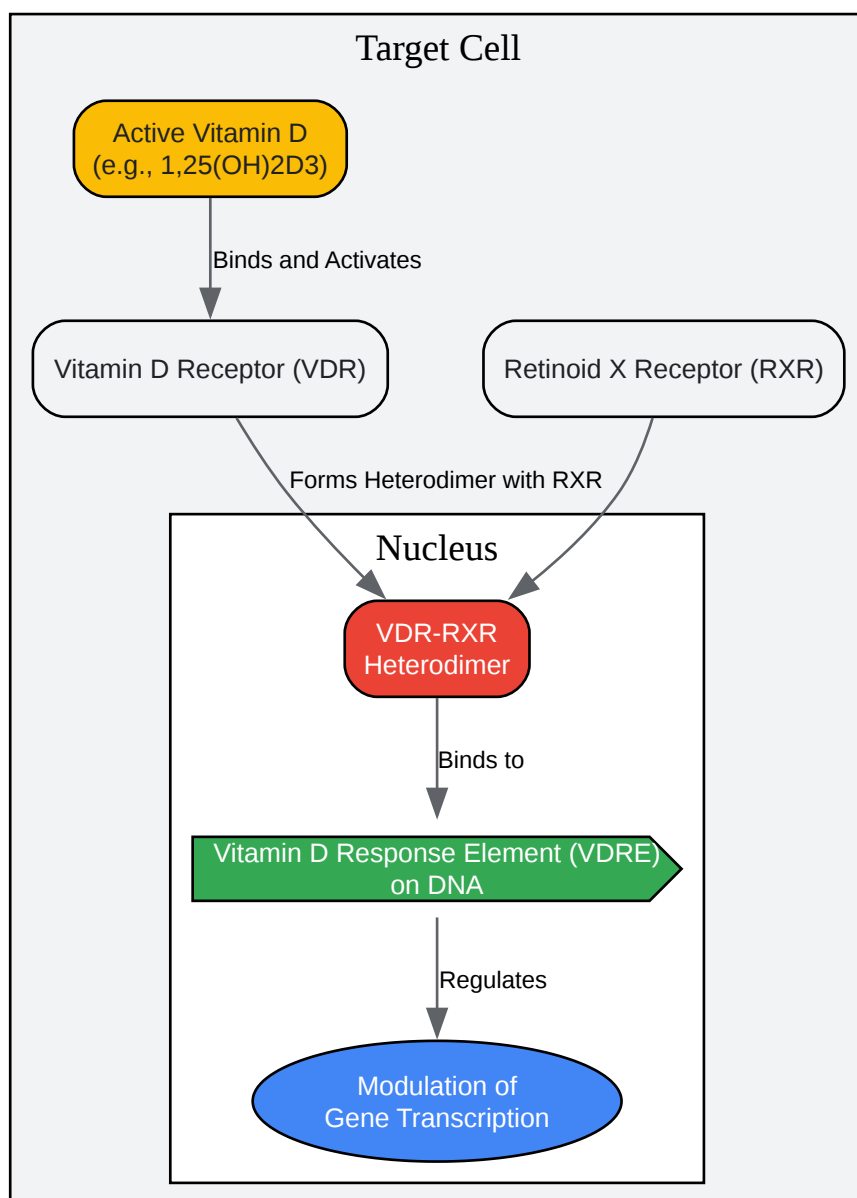 Target Cell
Active Vitamin D
(e.g., 1,25(OH)2D3)
Binds and Activates
Vitamin D Receptor (VDR)
Retinoid X Receptor (RXR)
Forms Heterodimer with RXR
Nucleus
VDR-RXR
Heterodimer
Binds to
Vitamin D Response Element (VDRE)
on DNA
Regulates
Modulation of
Gene Transcription